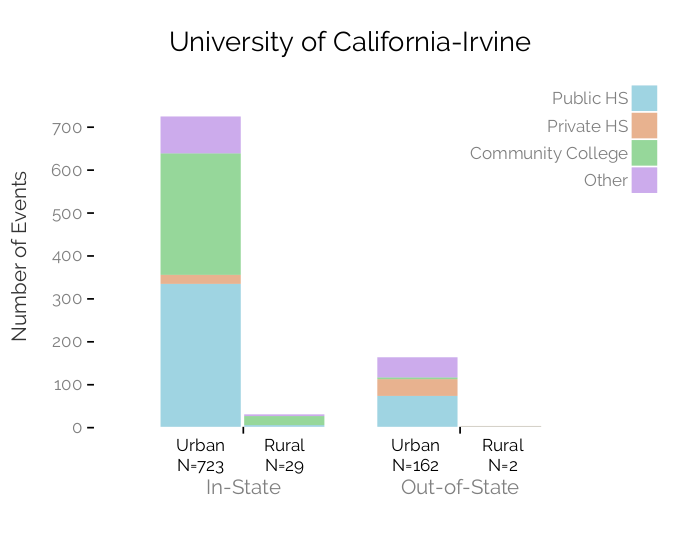 University of California-Irvine
Public HS
Private HS
Community College
Other
Number of Events
700
600
500
400
300
200
100
0
Urban Rural Urban Rural
N=723 N=29 N=162 N=2
In-State Out-of-State